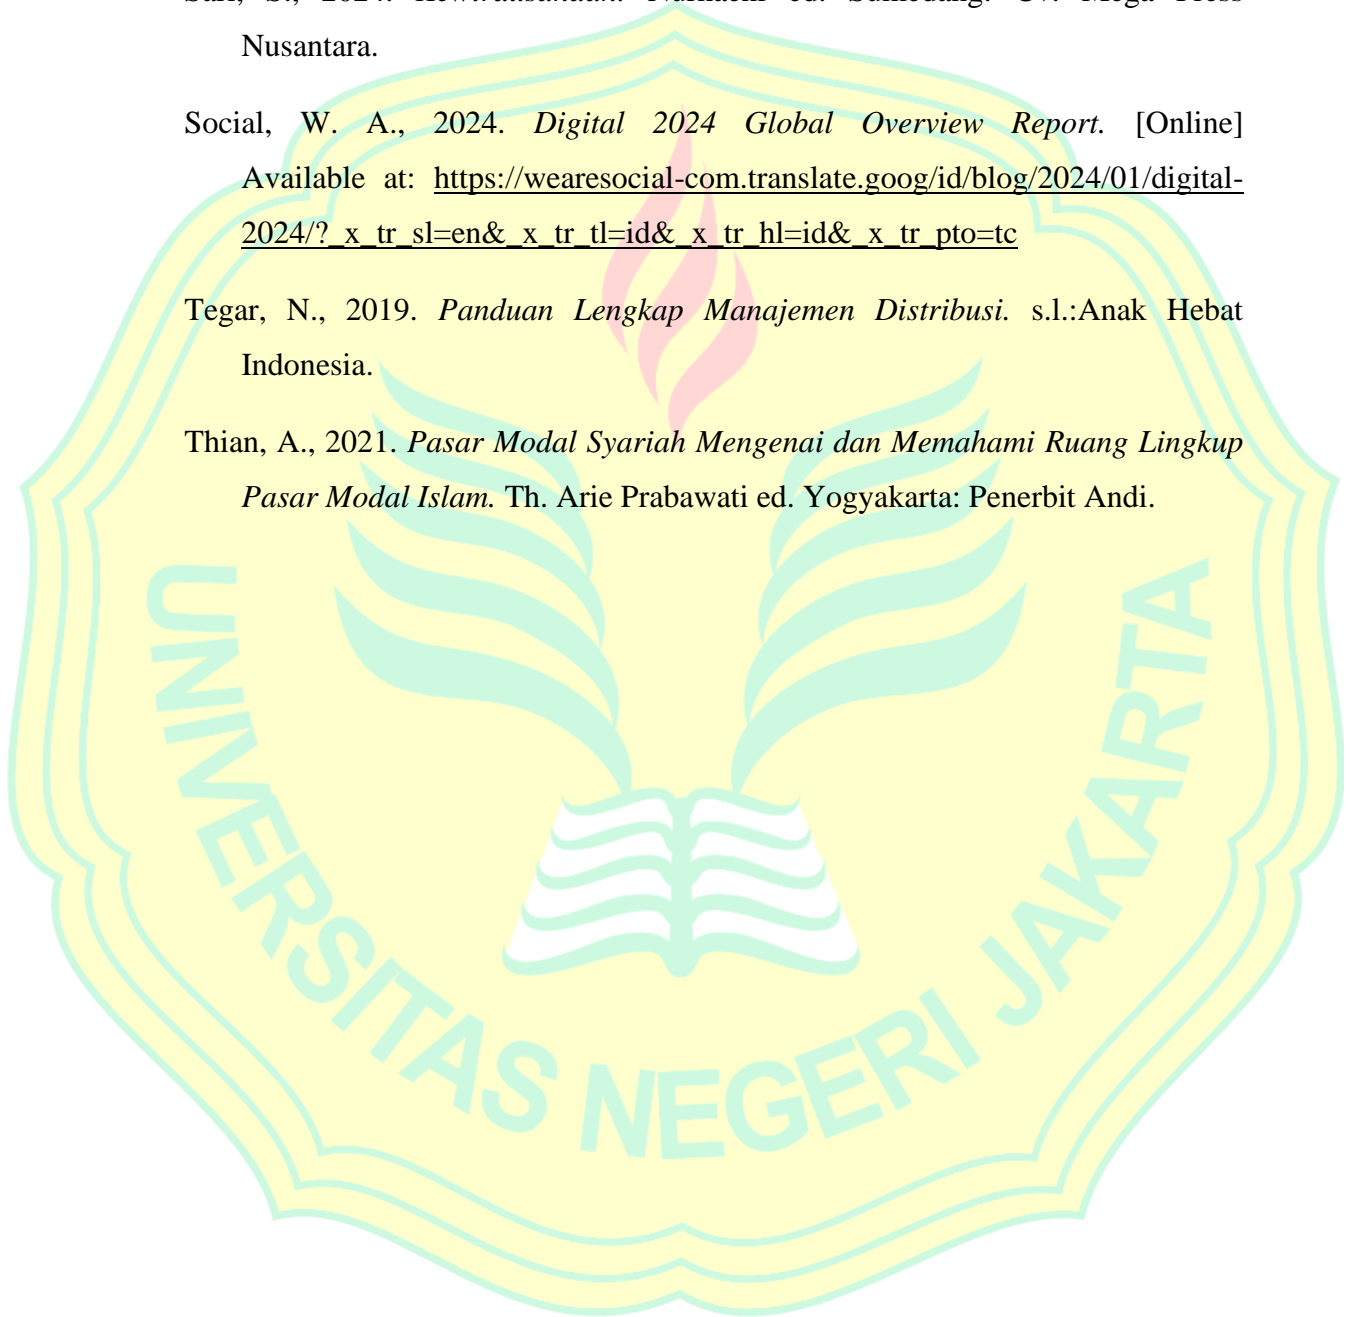 Nusantara.
Social, W. A., 2024. Digital 2024 Global Overview Report. [Online]
Available at: https://wearesocial-com.translate.goog/id/blog/2024/01/digital-
2024/?_x_tr_sl=en&_x_tr_tl=id&_x_tr_hl=id&_x_tr_pto=tc
Tegar, N., 2019. Panduan Lengkap Manajemen Distribusi. s.l.:Anak Hebat
Indonesia.
Thian, A., 2021. Pasar Modal Syariah Mengenai dan Memahami Ruang Lingkup
Pasar Modal Islam. Th. Arie Prabawati ed. Yogyakarta: Penerbit Andi.
UNIVERSITAS NEGERI JAKARTA